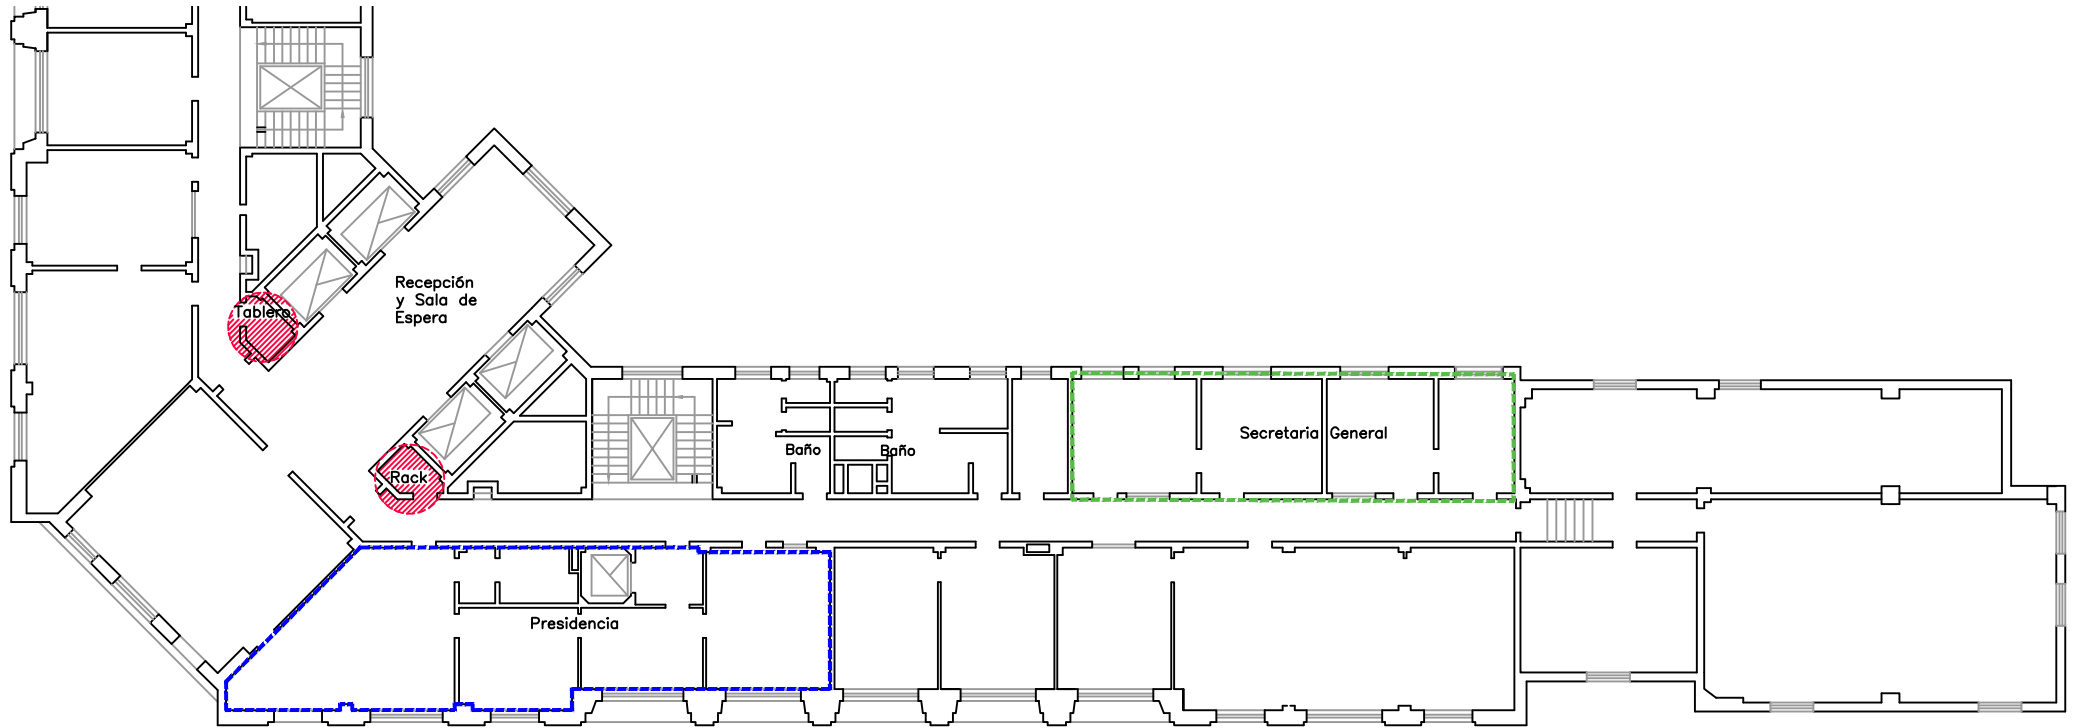 Recepción
y Sala de
Espera
Tablero
Rack
Baño
Baño
Secretaria General
Presidencia